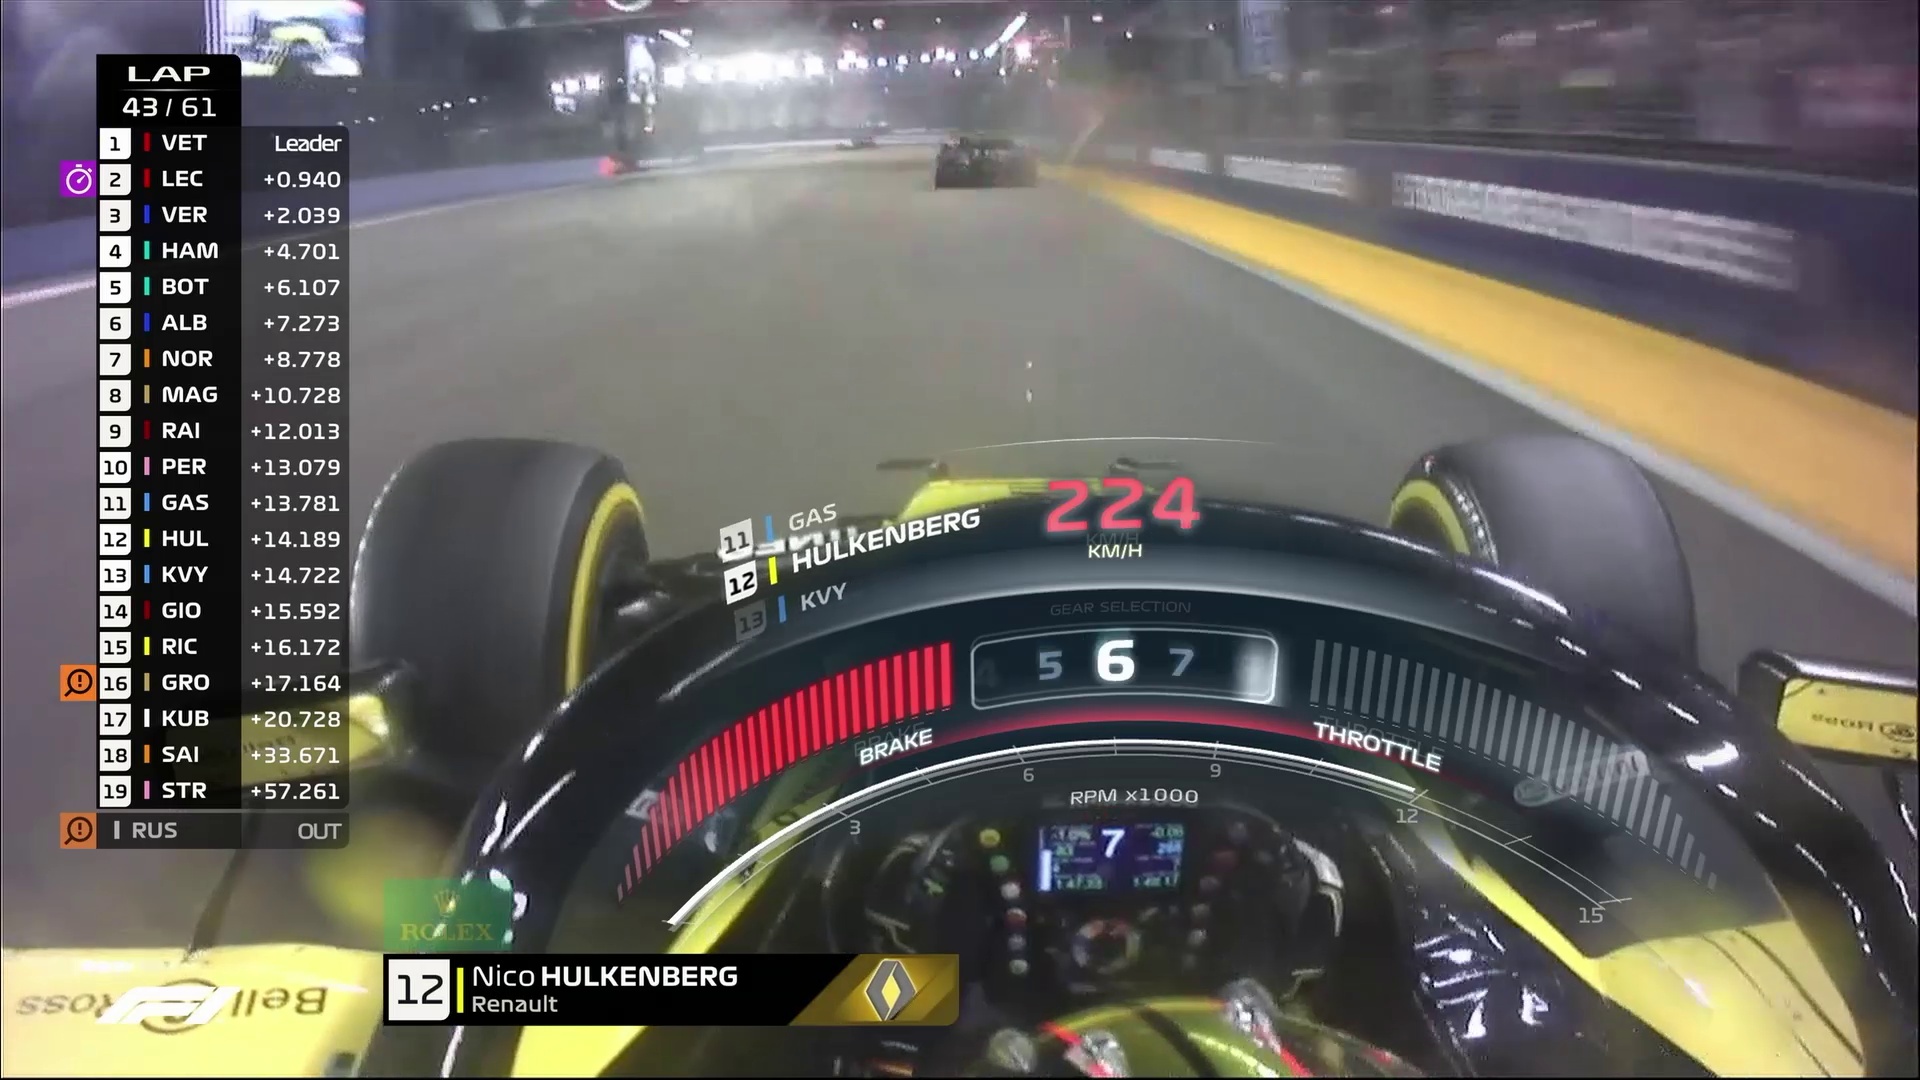 LAP
43 / 61
1 VET Leader
2 LEC +0.940
3 VER +2.039
4 HAM +4.701
5 BOT +6.107
6 ALB +7.273
7 NOR +8.778
8 MAG +10.728
9 RAI +12.013
10 PER +13.079
11 GAS +13.781
12 HUL +14.189
13 KVY +14.722
14 GIO +15.592
15 RIC +16.172
16 GRO +17.164
17 KUB +20.728
18 SAI +33.671
19 STR +57.261
RUS OUT
11 GAS
12 HULKENBERG
13 KVY
224
KM/H
GEAR SELECTION
4 5 6 7 8
BRAKE
THROTTLE
3 6 9 12 15
RPM x1000
7
ROLEX
12 Nico HULKENBERG
Renault
Bell Ross
F1